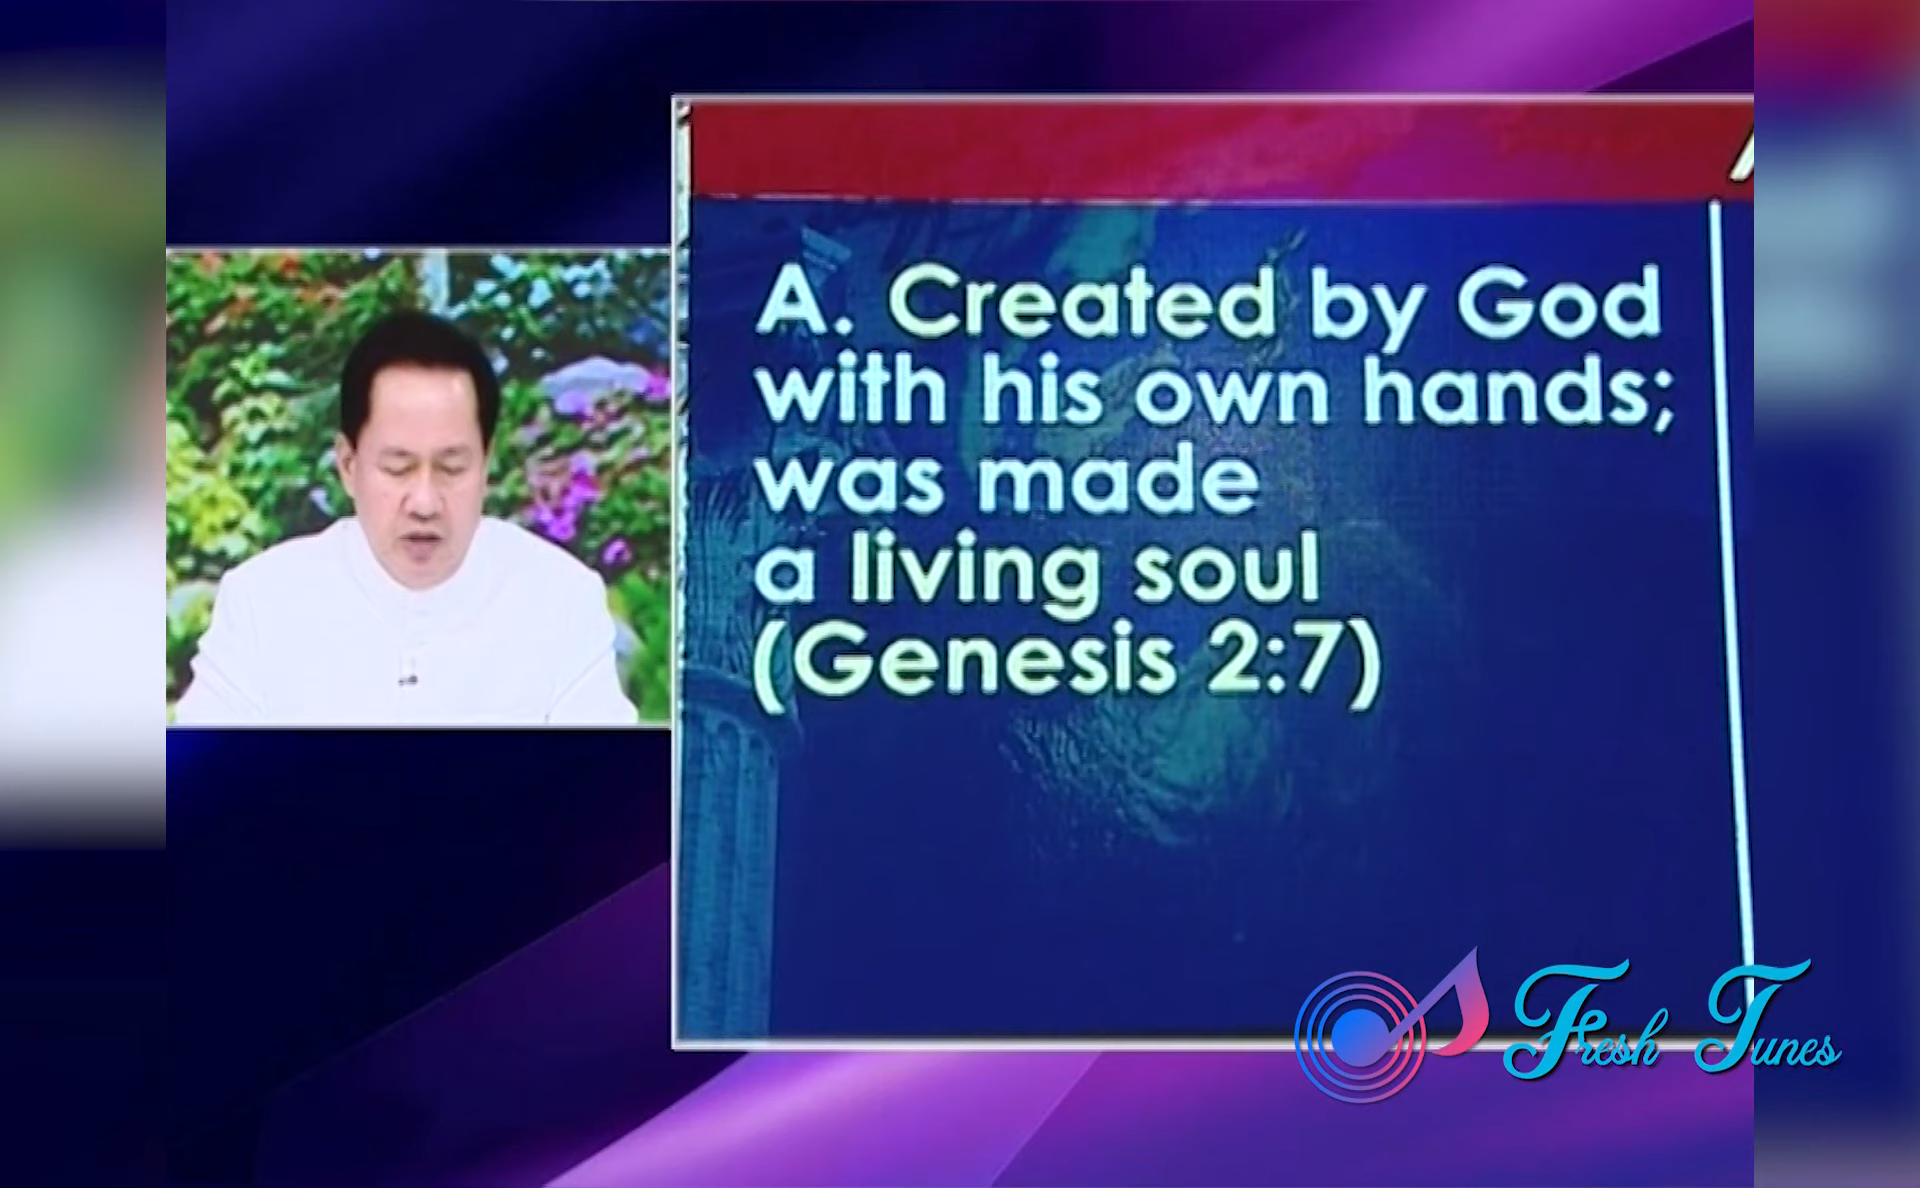 A. Created by God
with his own hands;
was made
a living soul
(Genesis 2:7)
Fresh Tunes